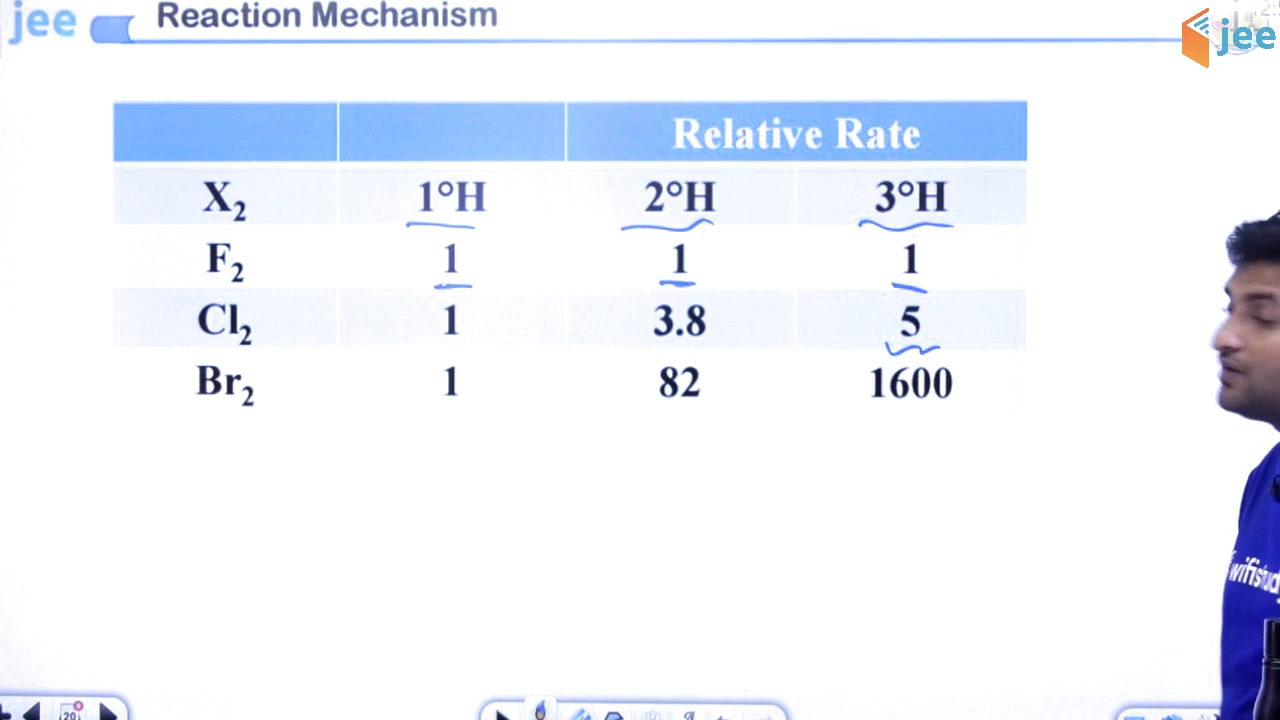 jee
Reaction Mechanism
jee
Relative Rate
X₂ 1°H 2°H 3°H
F₂ 1 1 1
Cl₂ 1 3.8 5
Br₂ 1 82 1600
20